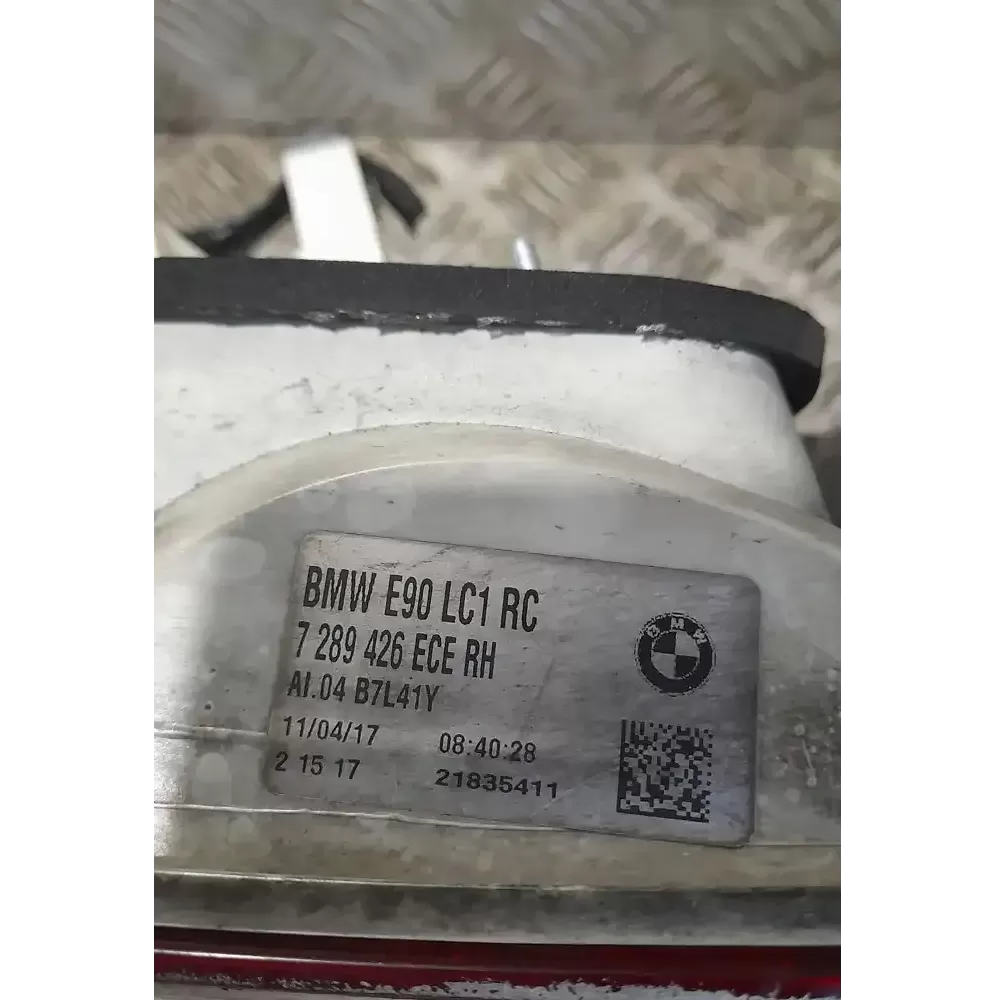 BMW E90 LC1 RC
7 289 426 ECE RH
BMW
AI.04 B7L41Y
11/04/17 08:40:28
2 15 17 21835411